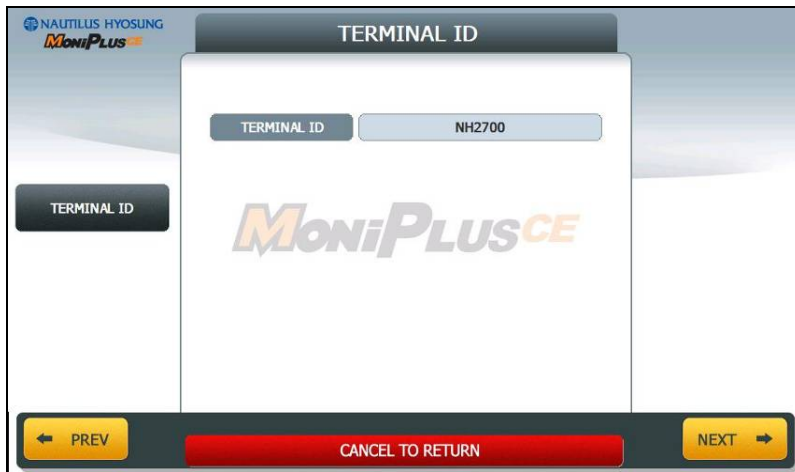 NAUTILUS HYOSUNG
MoniPlusCE
TERMINAL ID
TERMINAL ID
NH2700
TERMINAL ID
MoniPlusCE
PREV
CANCEL TO RETURN
NEXT